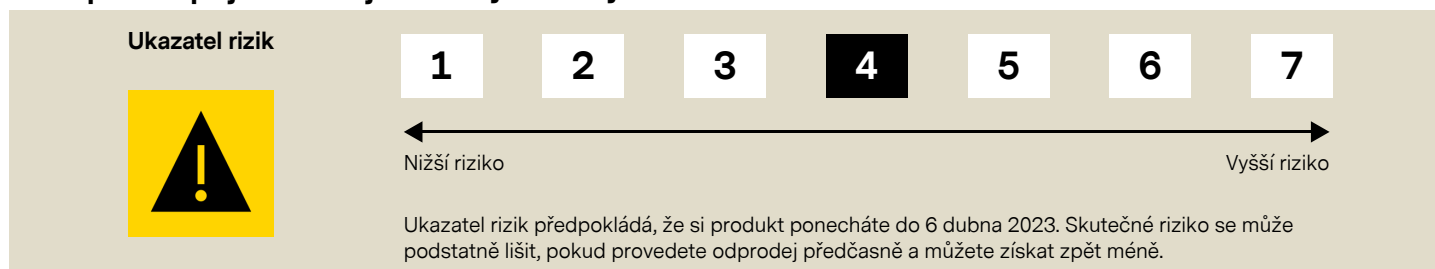 Ukazatel rizik
1 2 3 4 5 6 7
Nižší riziko Vyšší riziko
Ukazatel rizik předpokládá, že si produkt ponecháte do 6 dubna 2023. Skutečné riziko se může
podstatně lišit, pokud provedete odprodej předčasně a můžete získat zpět méně.